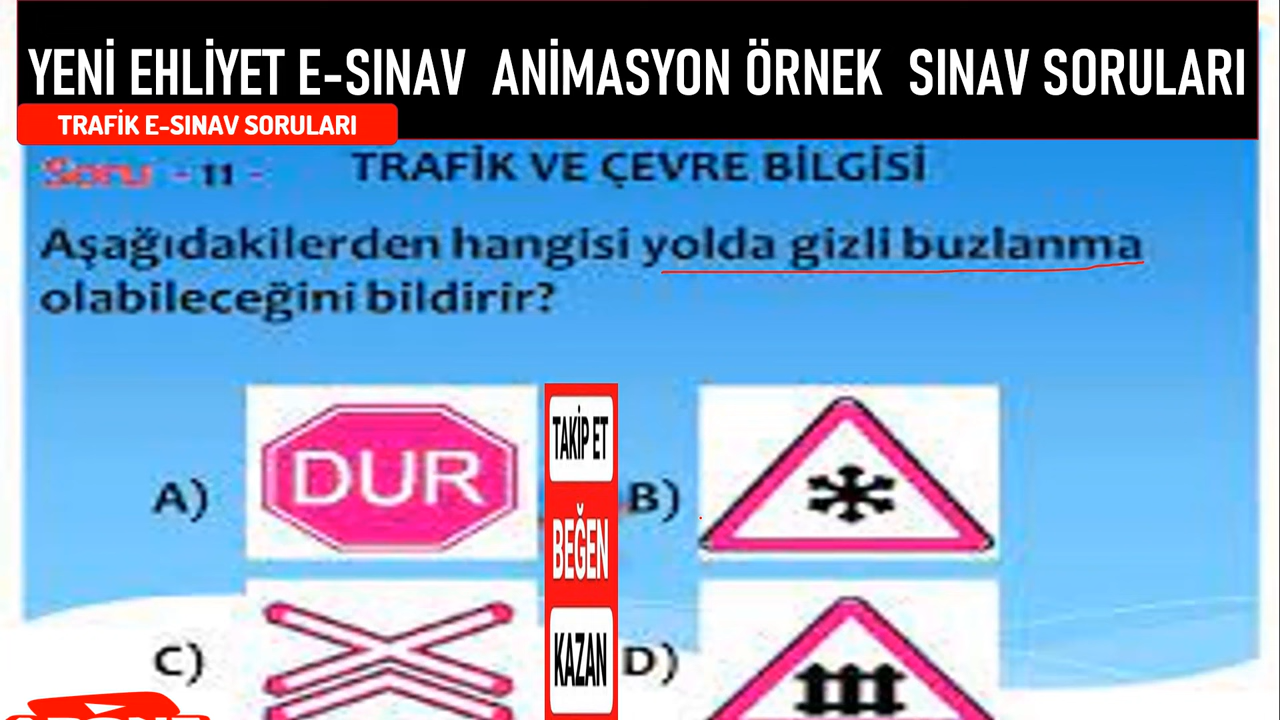 YENİ EHLİYET E-SINAV ANİMASYON ÖRNEK SINAV SORULARI
TRAFİK E-SINAV SORULARI
Soru - 11 -
TRAFİK VE ÇEVRE BİLGİSİ
Aşağıdakilerden hangisi yolda gizli buzlanma
olabileceğini bildirir?
A)
DUR
TAKİP ET
BEĞEN
KAZAN
B)
C)
D)